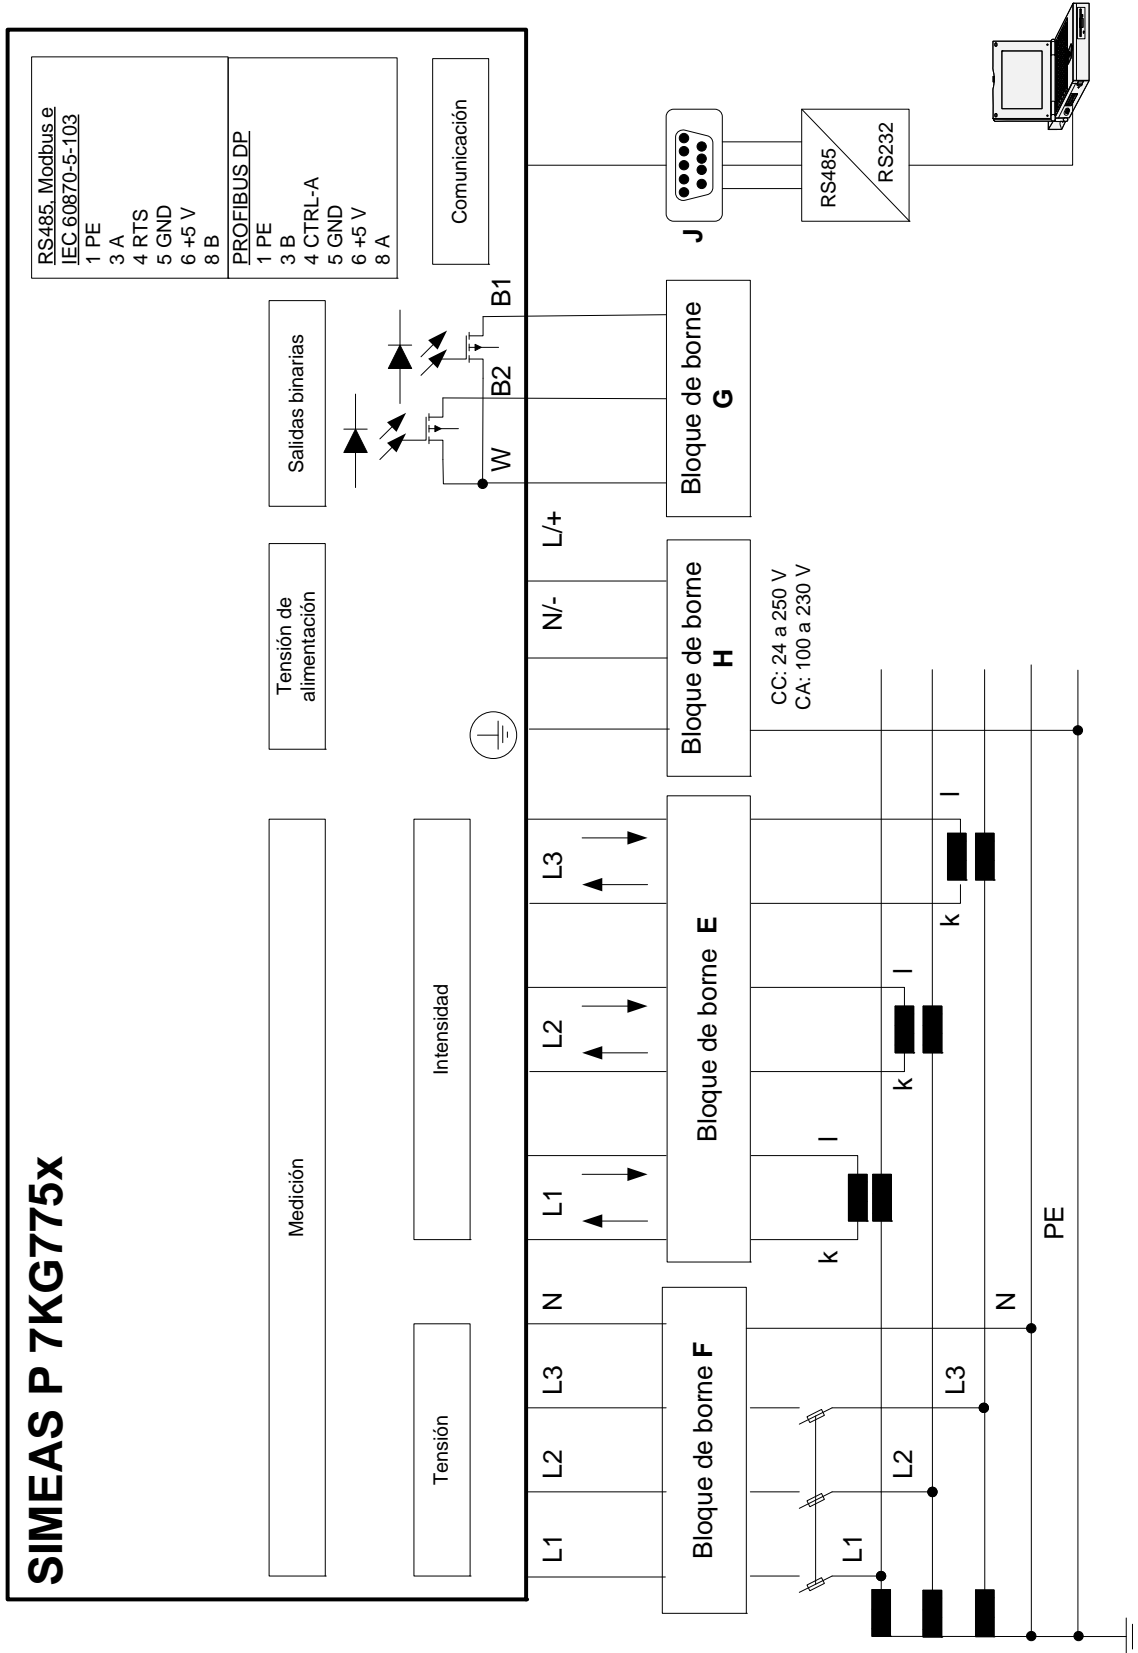 SIMEAS P 7KG775x
Medición
Tensión
Intensidad
Tensión de
alimentación
Salidas binarias
RS485, Modbus e
IEC 60870-5-103
1 PE
3 A
4 RTS
5 GND
6 +5 V
8 B
PROFIBUS DP
1 PE
3 B
4 CTRL-A
5 GND
6 +5 V
8 A
Comunicación
L1
L2
L3
N
L1
L2
L3
N/-
L/+
W
B2
B1
Bloque de borne F
Bloque de borne E
Bloque de borne
H
Bloque de borne
G
J
RS485
RS232
CC: 24 a 250 V
CA: 100 a 230 V
k
l
k
l
k
l
L1
L2
L3
N
PE